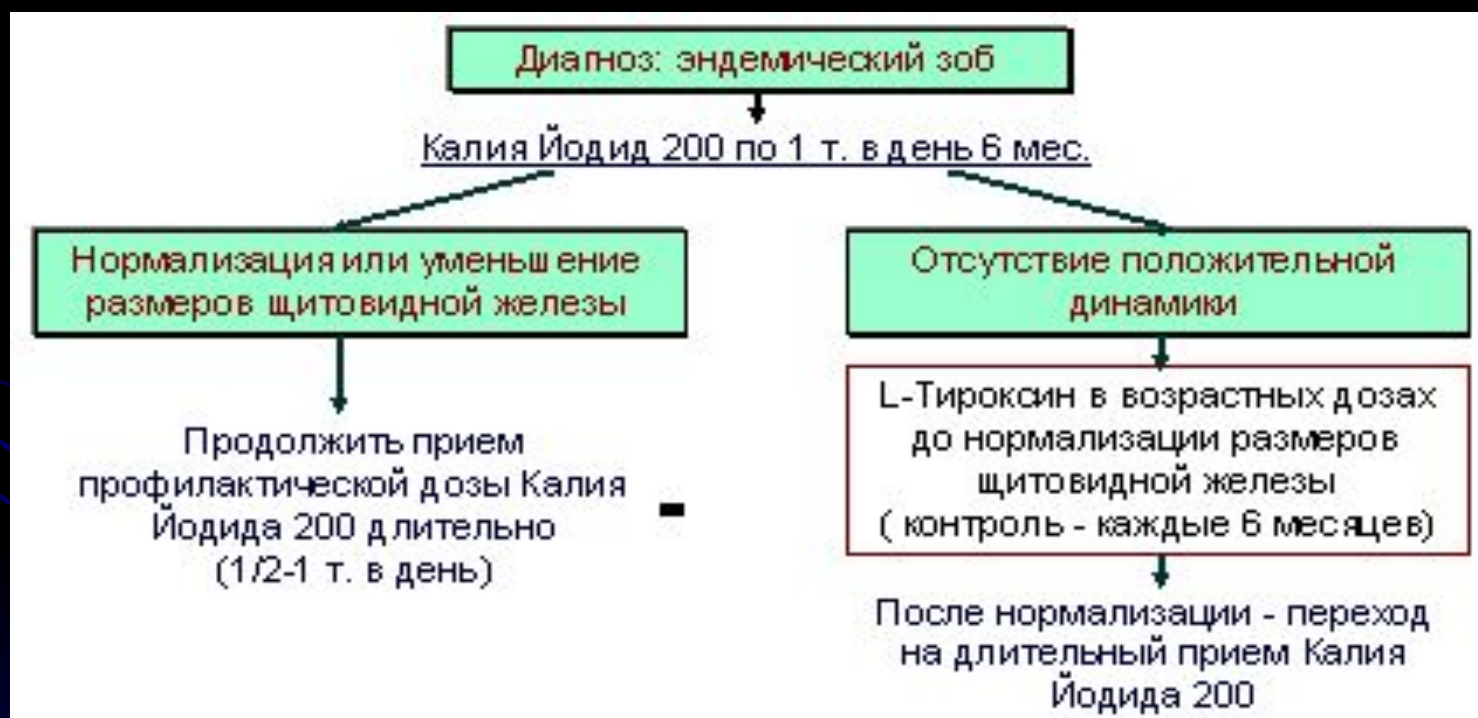 Диагноз: эндемический зоб
Калия Йодид 200 по 1 т. в день 6 мес.
Нормализация или уменьшение
размеров щитовидной железы
Отсутствие положительной
динамики
Продолжить прием
профилактической дозы Калия
Йодида 200 длительно
(1/2-1 т. в день)
-
L-Тироксин в возрастных дозах
до нормализации размеров
щитовидной железы
( контроль - каждые 6 месяцев)
После нормализации - переход
на длительный прием Калия
Йодида 200